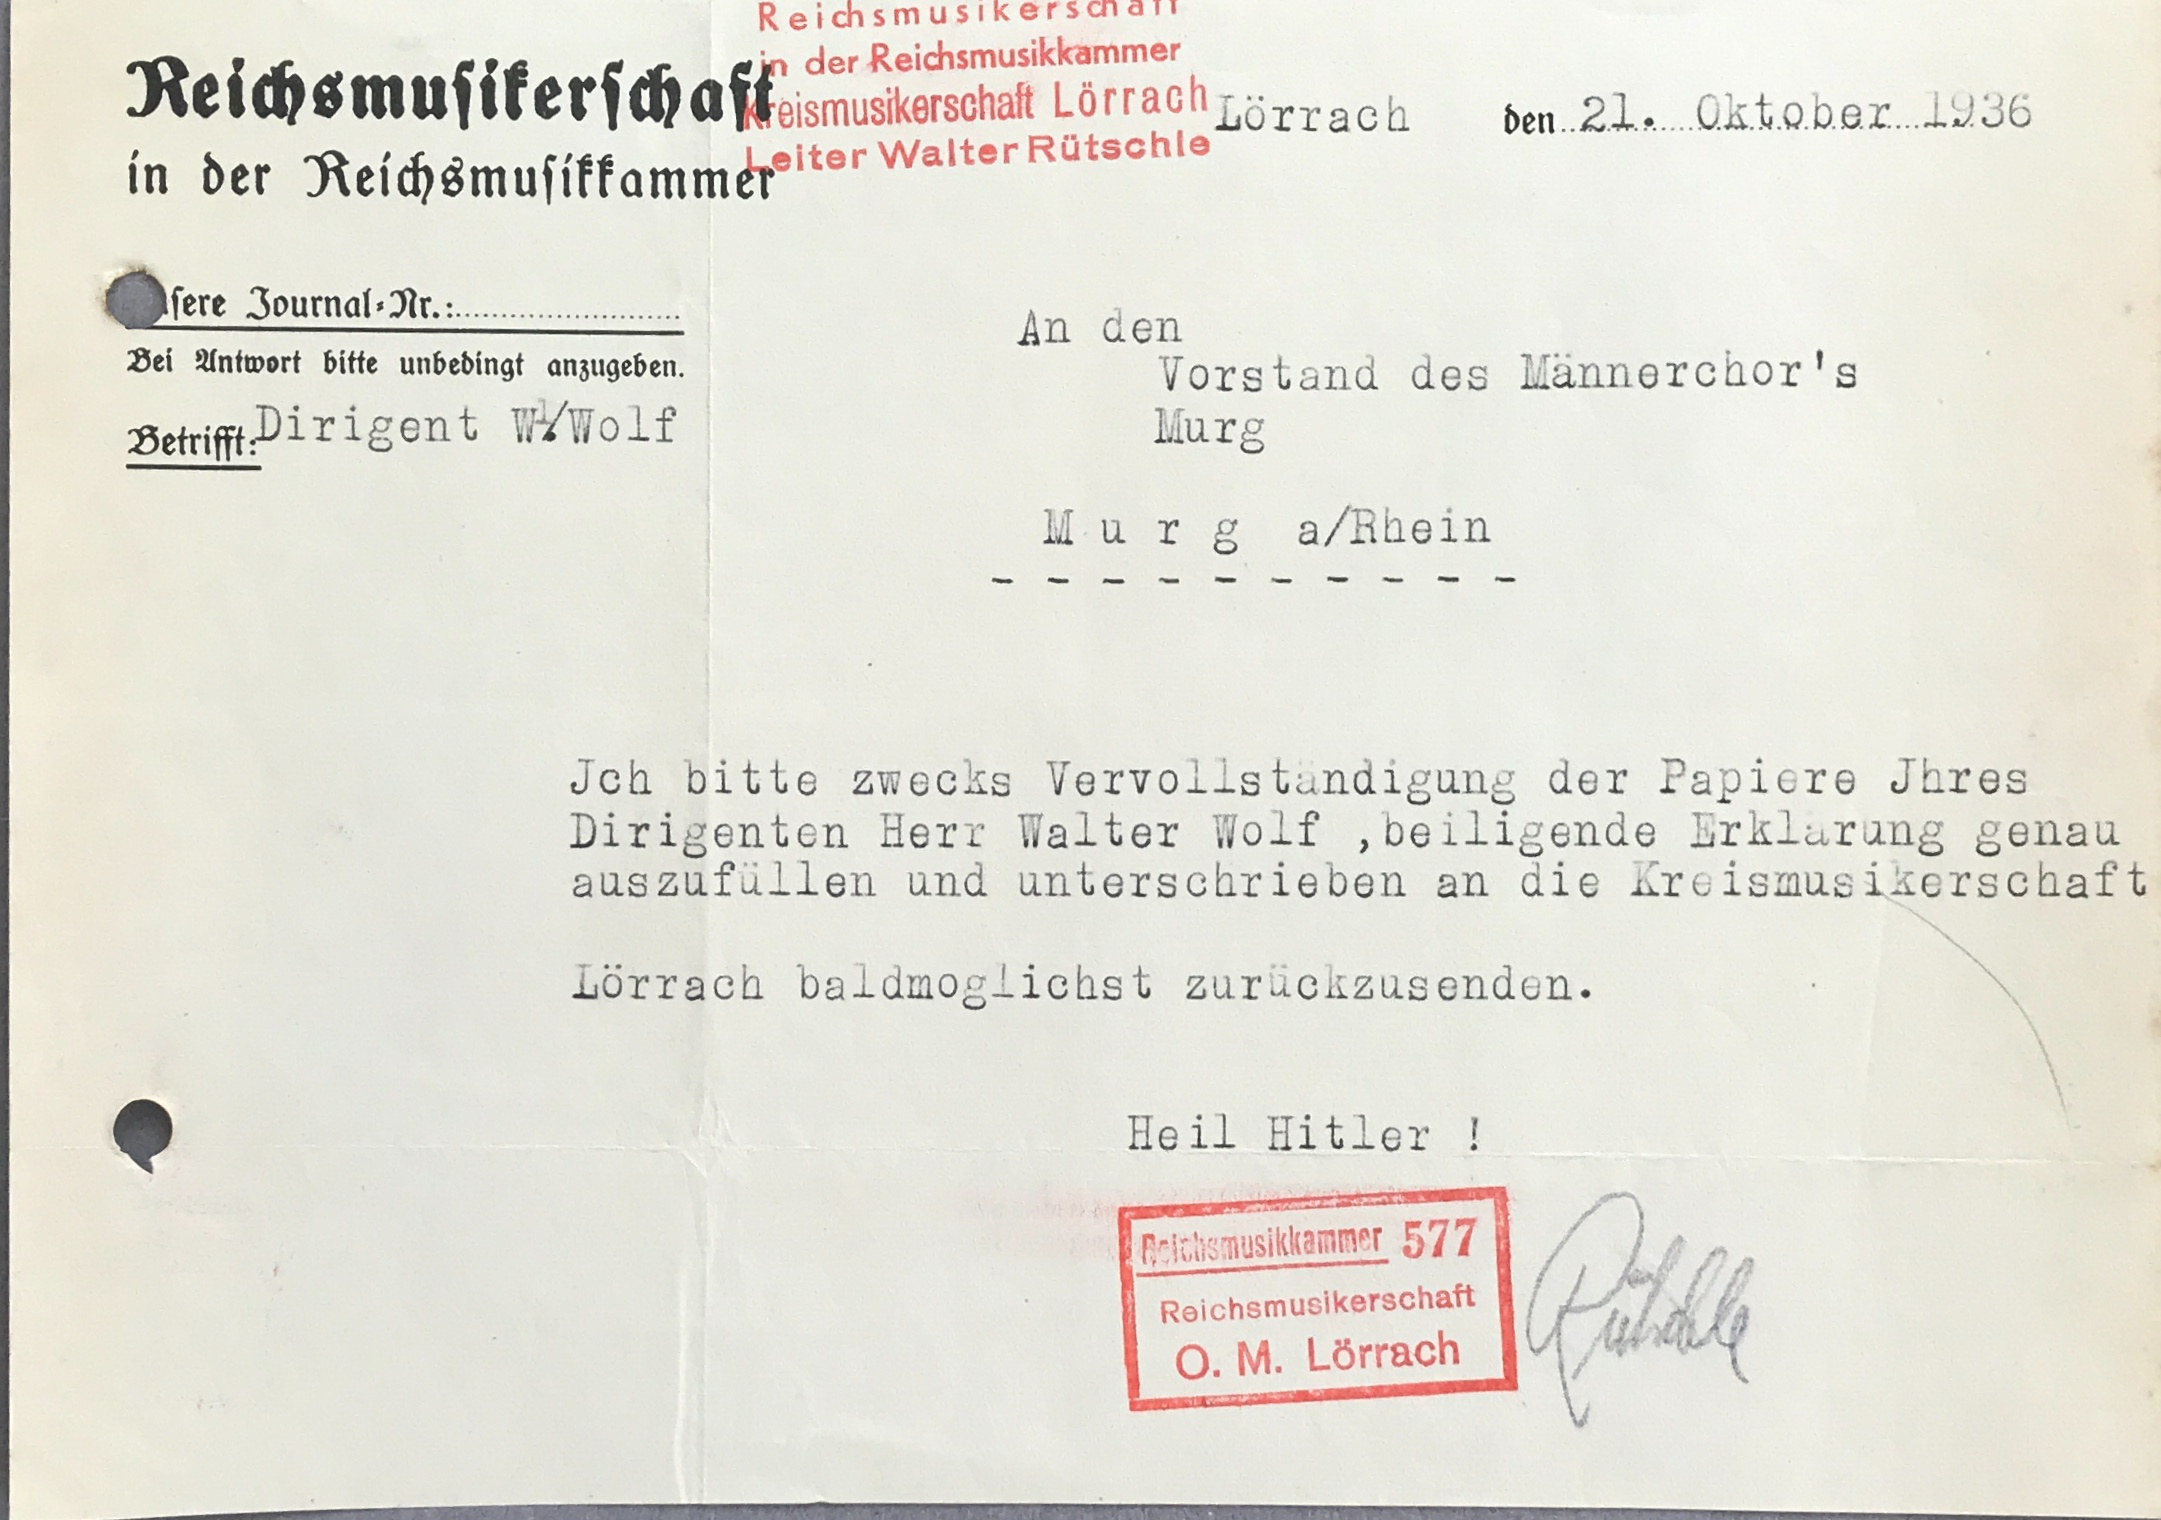 Reichsmusikerschaft
in der Reichsmusikkammer
Reichsmusikerschaft
in der Reichsmusikkammer
Kreismusikerschaft Lörrach
Leiter Walter Rütschle
Lörrach den 21. Oktober 1936
Unsere Journal-Nr.:
Bei Antwort bitte unbedingt anzugeben.
Betrifft: Dirigent W/Wolf
An den
Vorstand des Männerchor's
Murg
Murg a/Rhein
- - - - - - - - - -
Jch bitte zwecks Vervollständigung der Papiere Jhres
Dirigenten Herr Walter Wolf ,beiligende Erklärung genau
auszufüllen und unterschrieben an die Kreismusikerschaft
Lörrach baldmoglichst zurückzusenden.
Heil Hitler !
Reichsmusikkammer 577
Reichsmusikerschaft
O. M. Lörrach
Rütschle